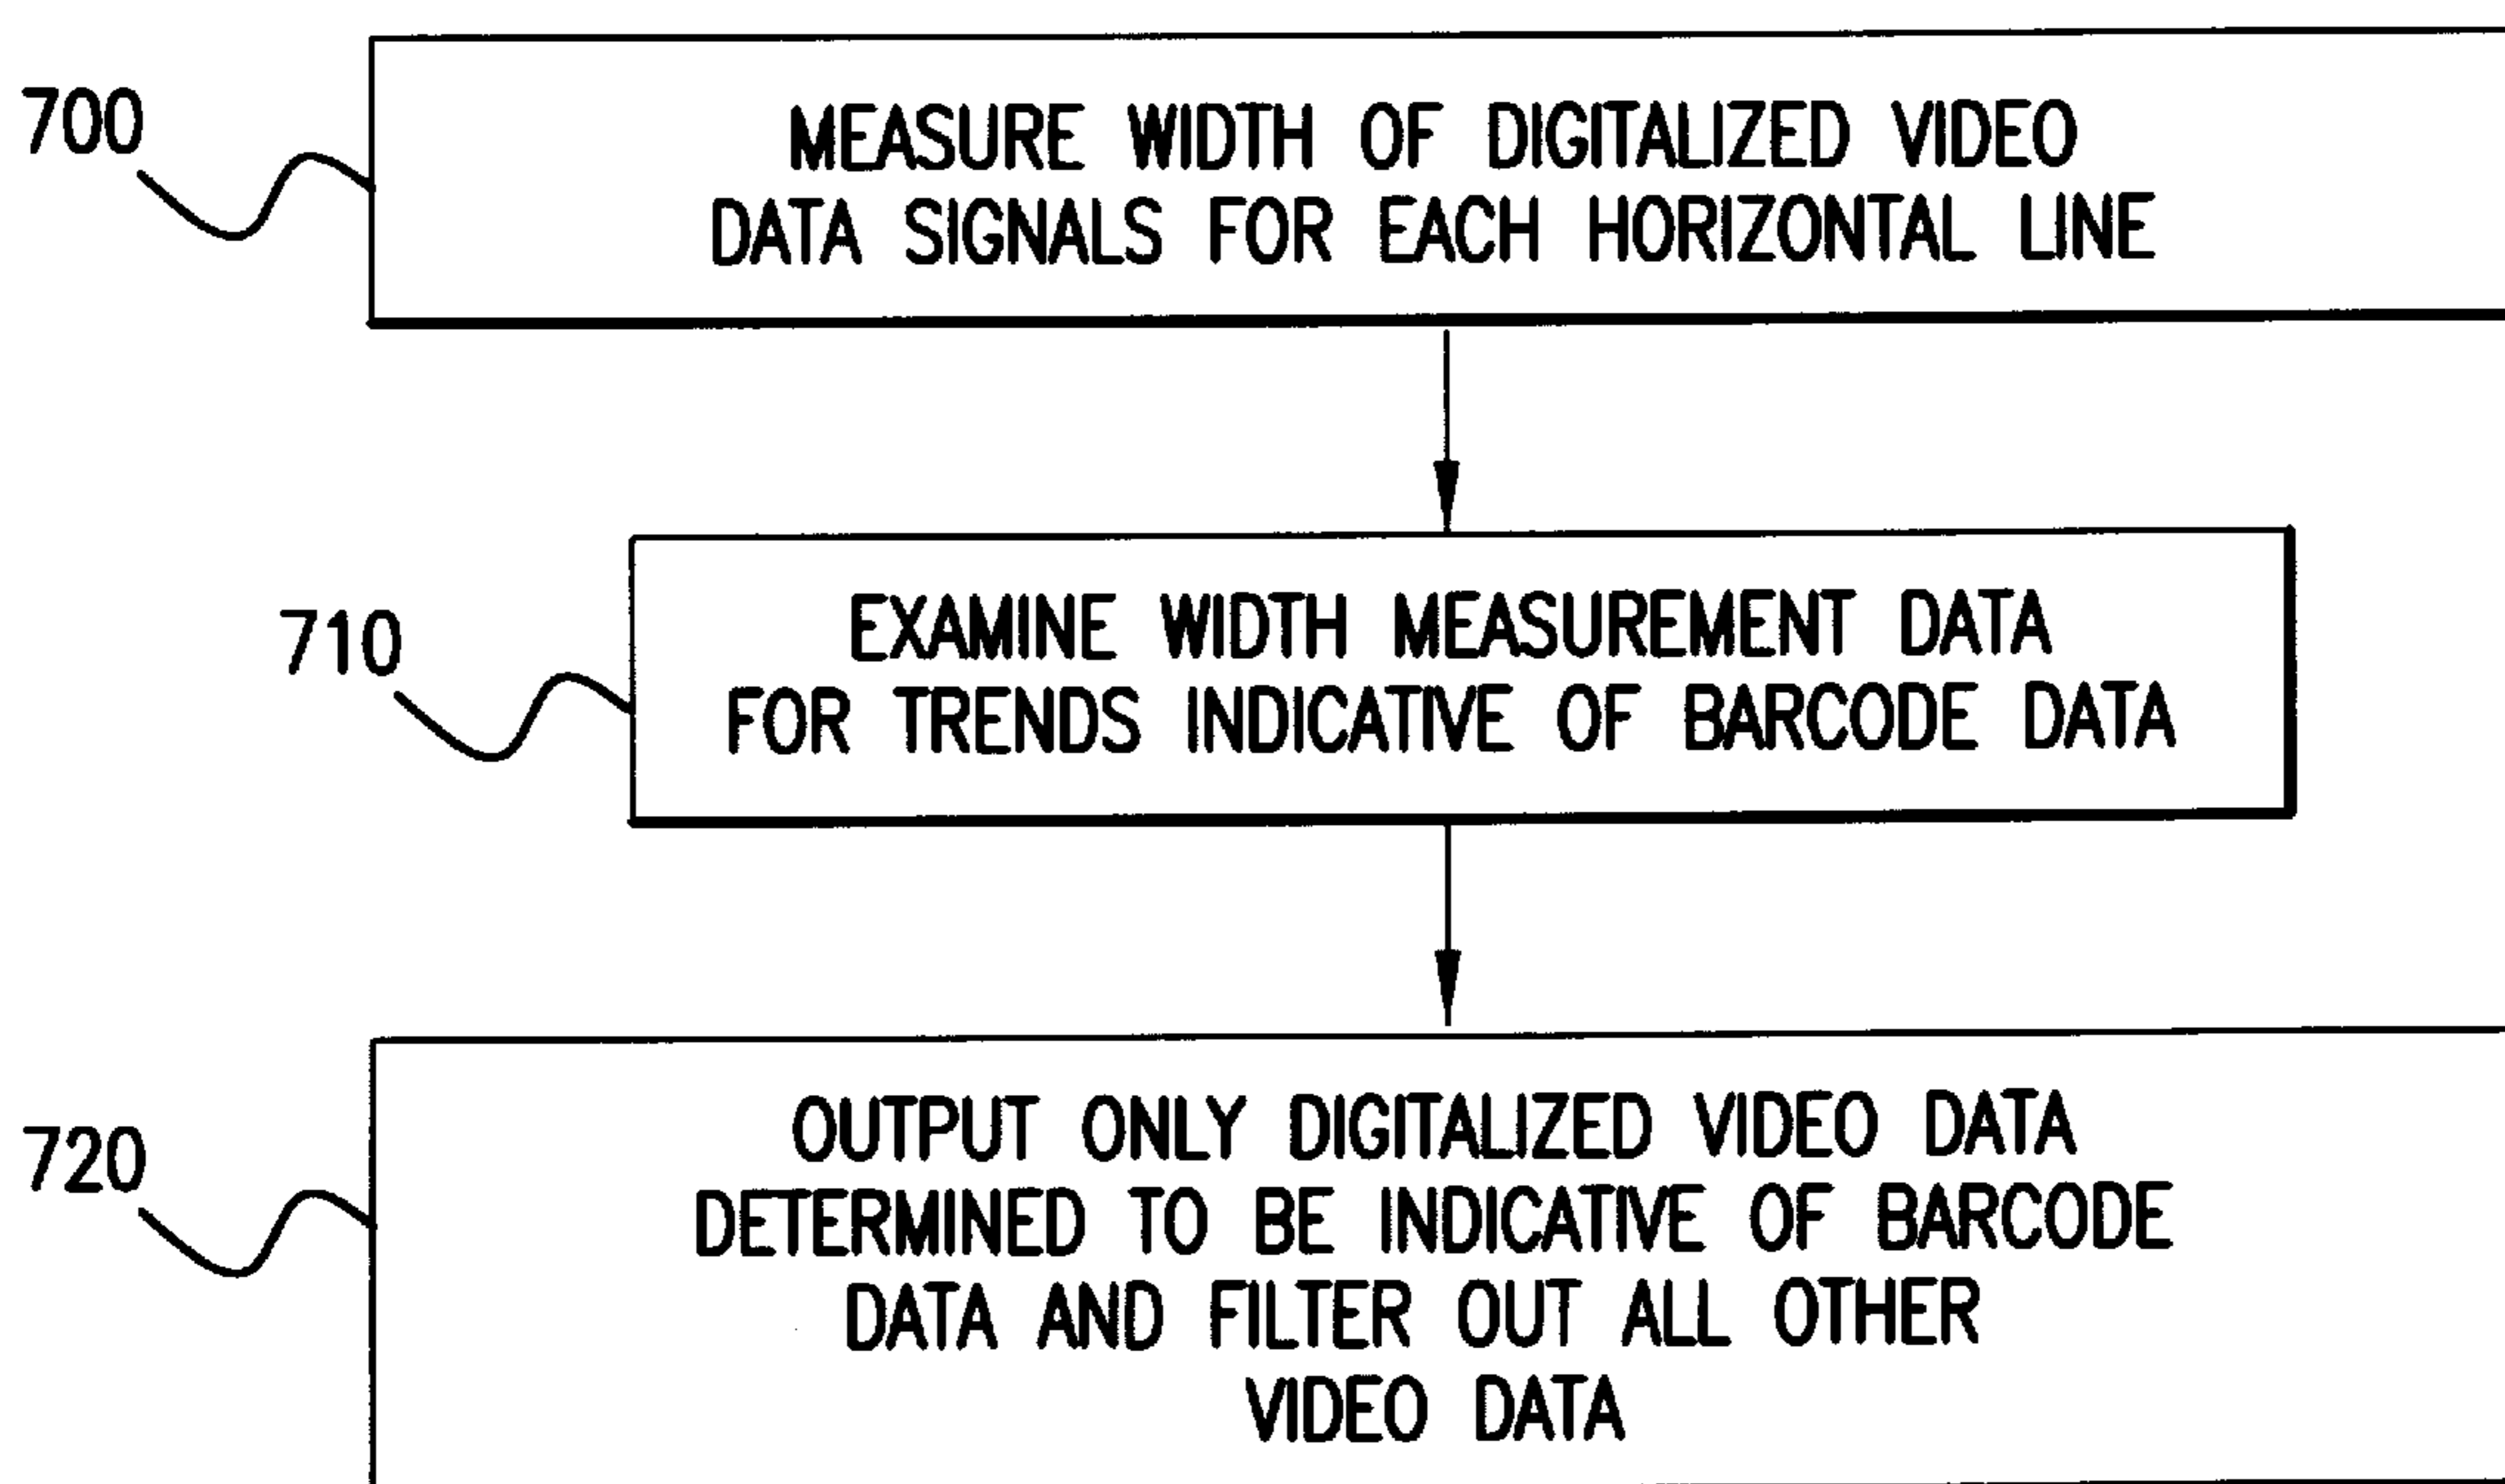 700
MEASURE WIDTH OF DIGITALIZED VIDEO
DATA SIGNALS FOR EACH HORIZONTAL LINE
710
EXAMINE WIDTH MEASUREMENT DATA
FOR TRENDS INDICATIVE OF BARCODE DATA
720
OUTPUT ONLY DIGITALIZED VIDEO DATA
DETERMINED TO BE INDICATIVE OF BARCODE
DATA AND FILTER OUT ALL OTHER
VIDEO DATA